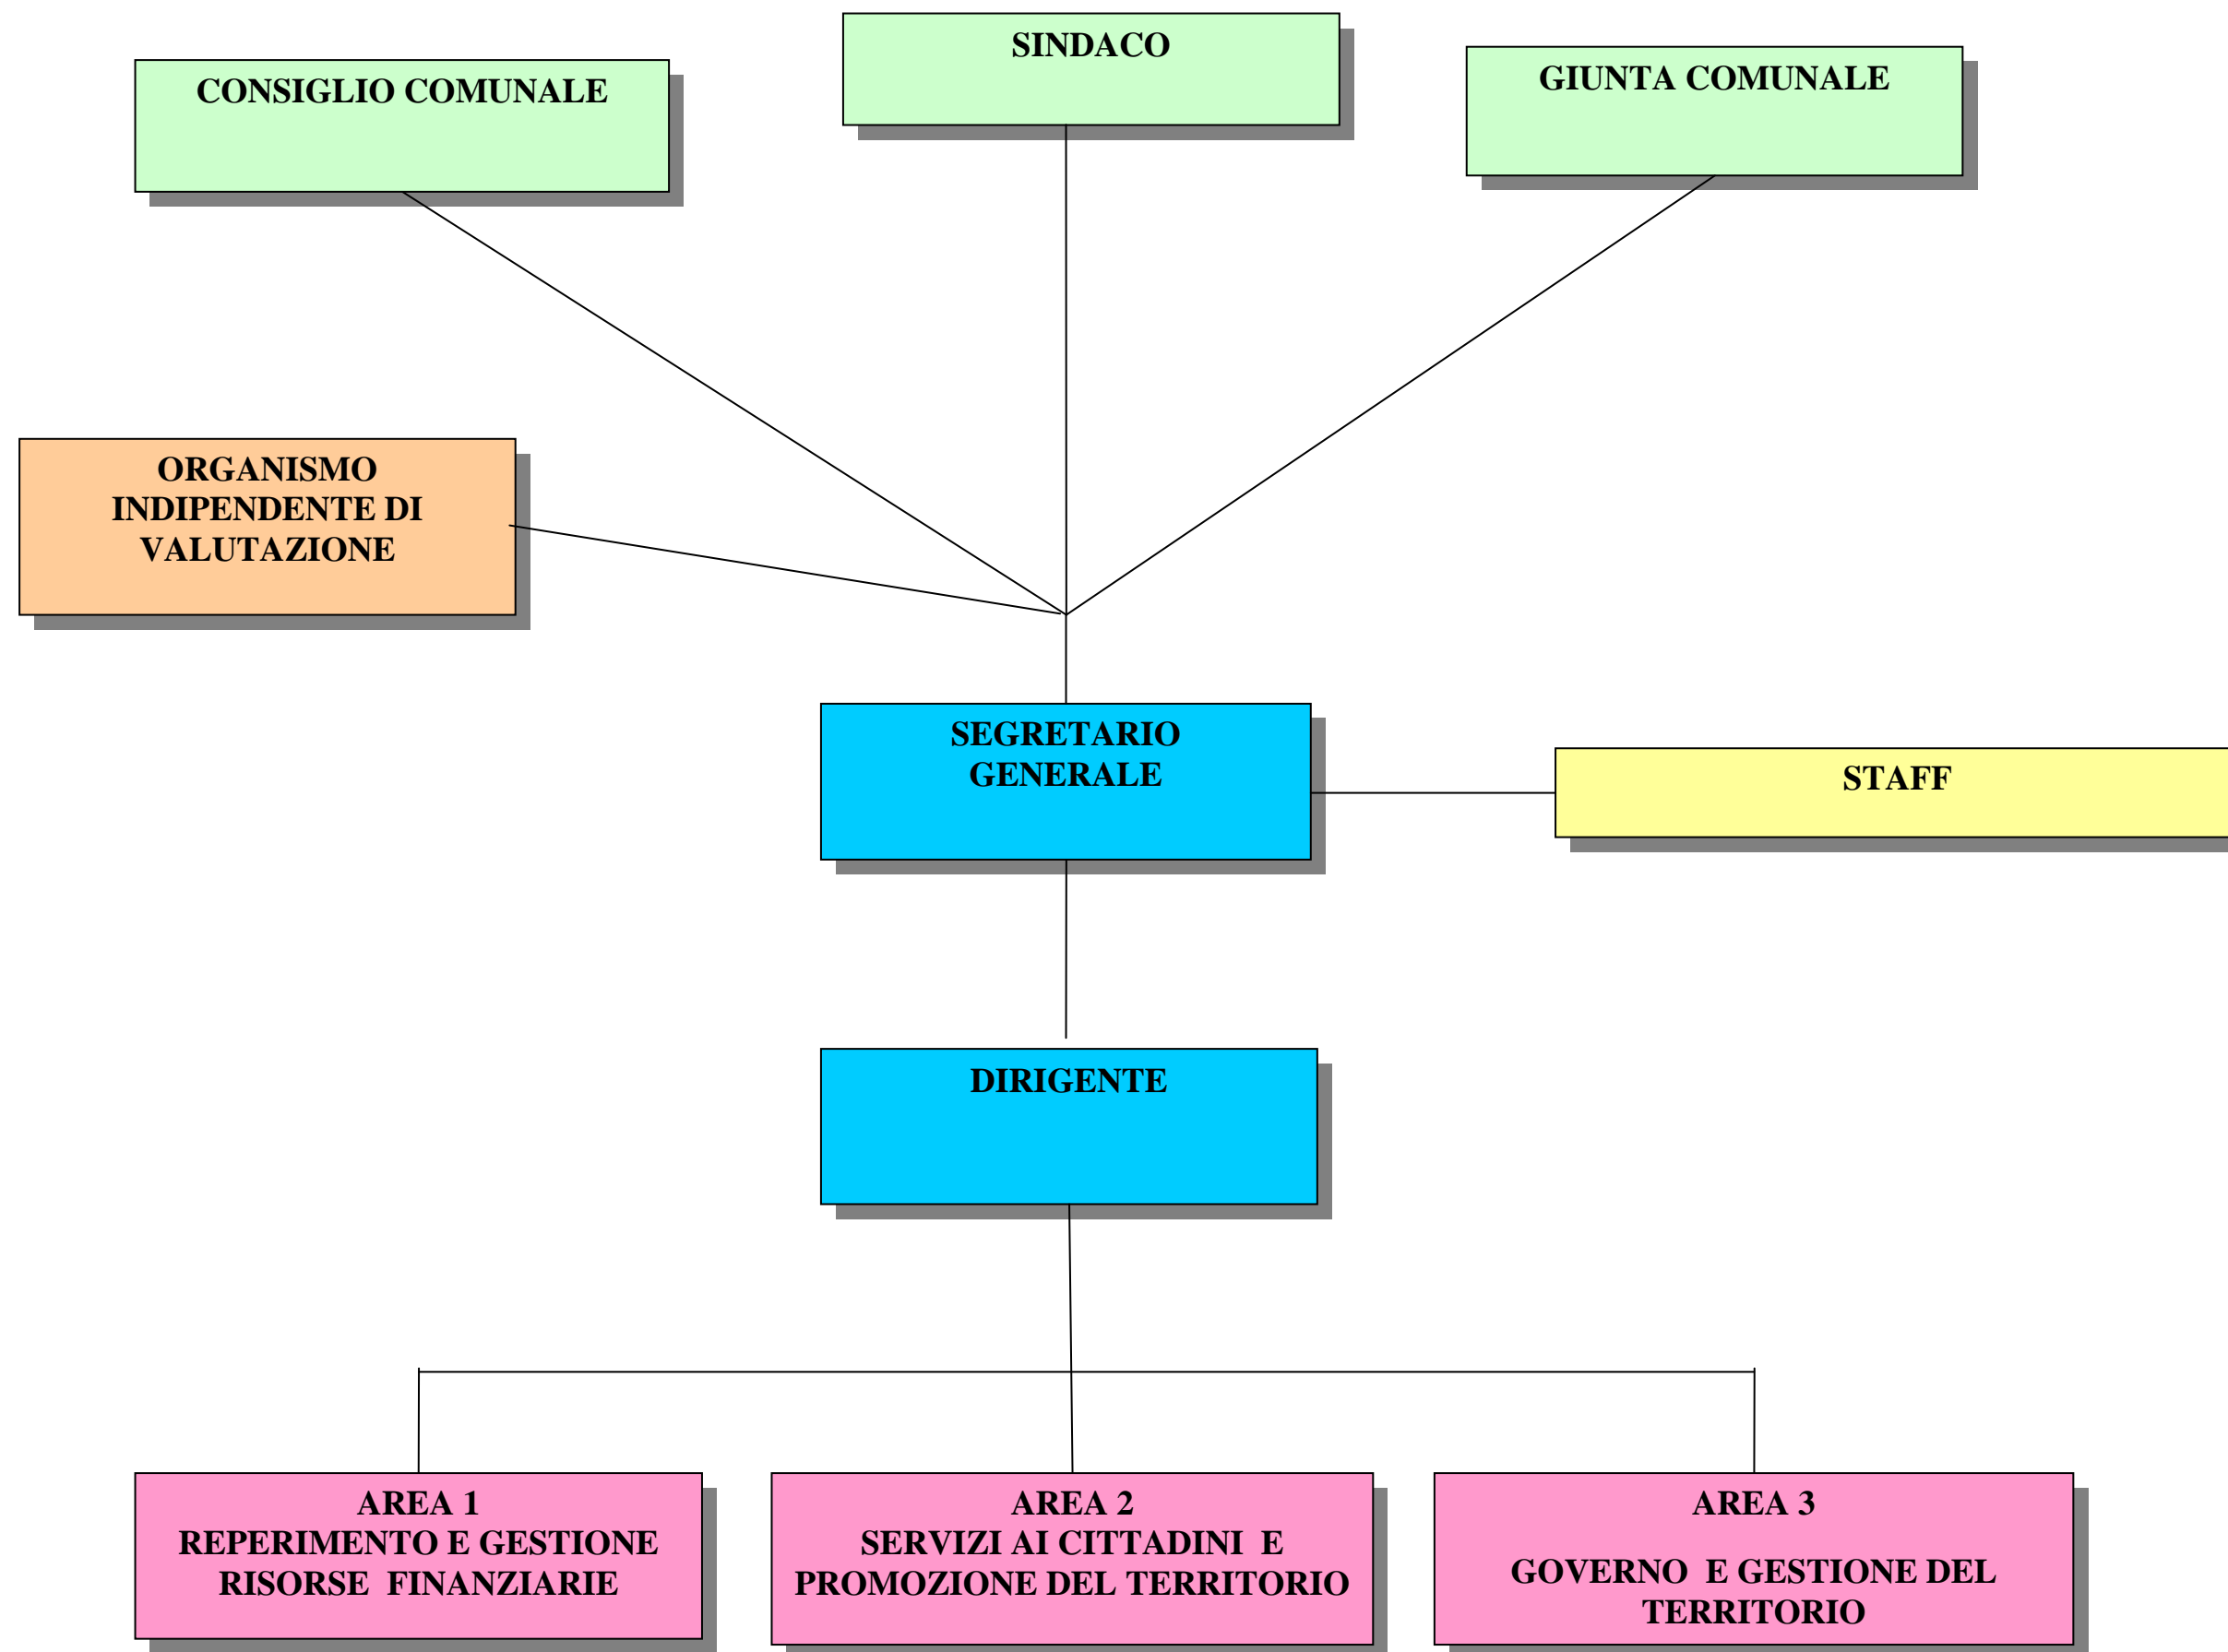 SINDACO
CONSIGLIO COMUNALE
GIUNTA COMUNALE
ORGANISMO
INDIPENDENTE DI
VALUTAZIONE
SEGRETARIO
GENERALE
STAFF
DIRIGENTE
AREA 1
REPERIMENTO E GESTIONE
RISORSE FINANZIARIE
AREA 2
SERVIZI AI CITTADINI E
PROMOZIONE DEL TERRITORIO
AREA 3
GOVERNO E GESTIONE DEL
TERRITORIO